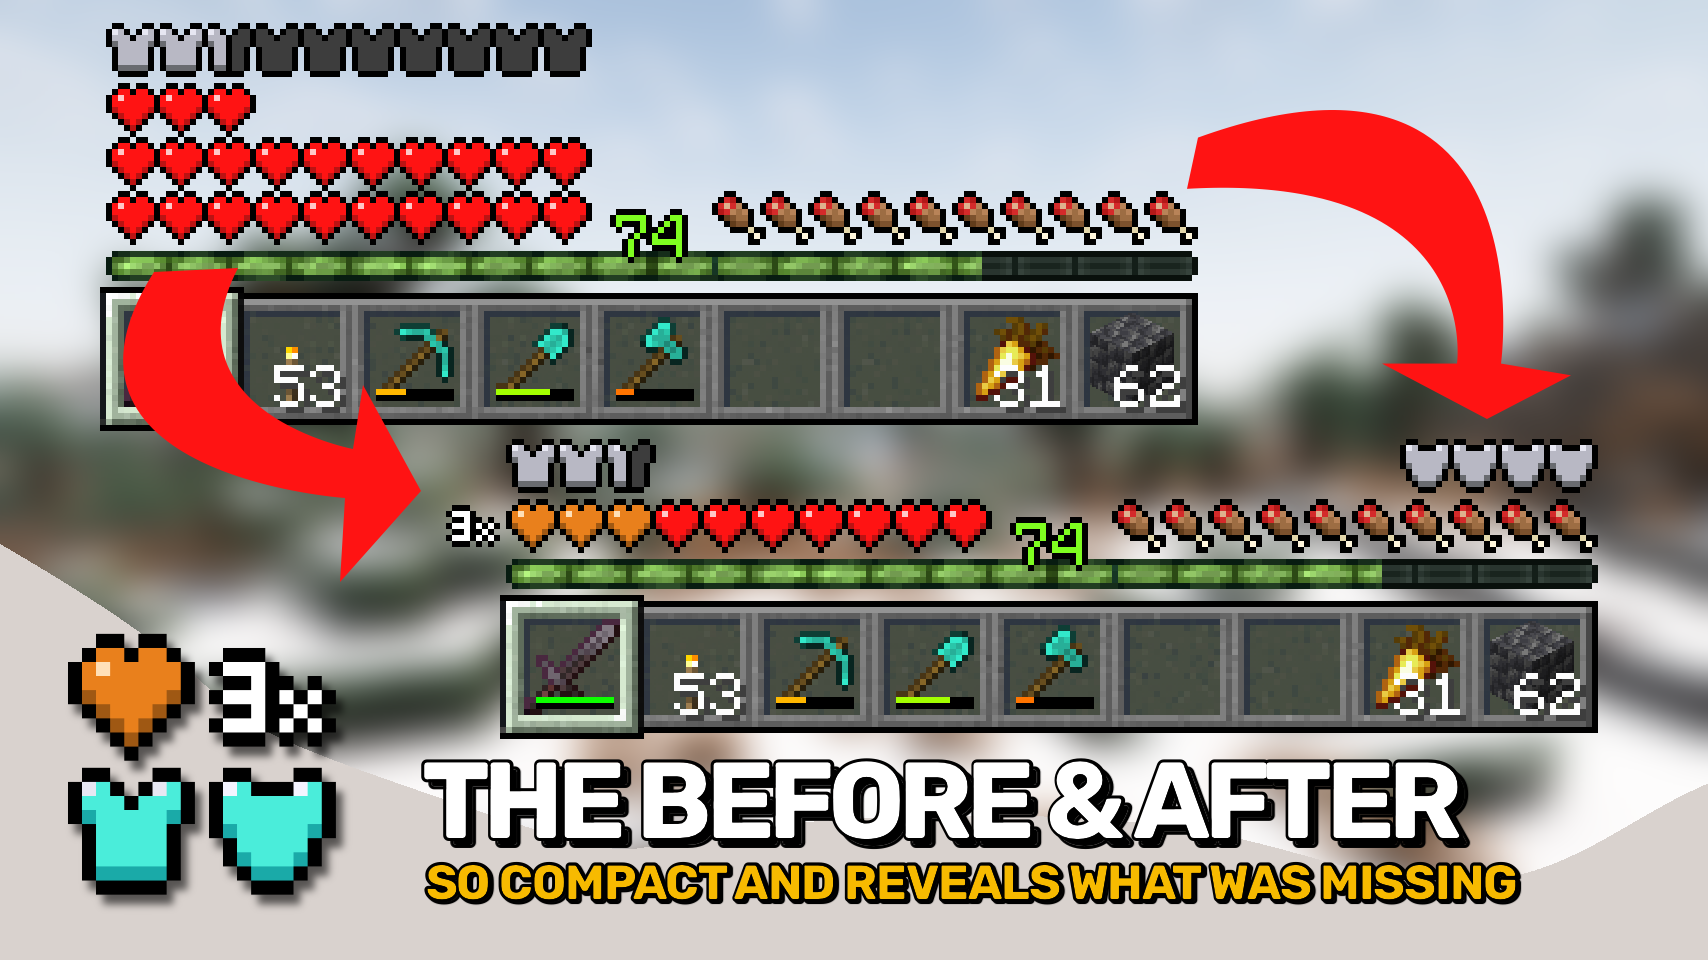 74
53
31
62
3x
74
53
31
62
3x
THE BEFORE & AFTER
SO COMPACT AND REVEALS WHAT WAS MISSING